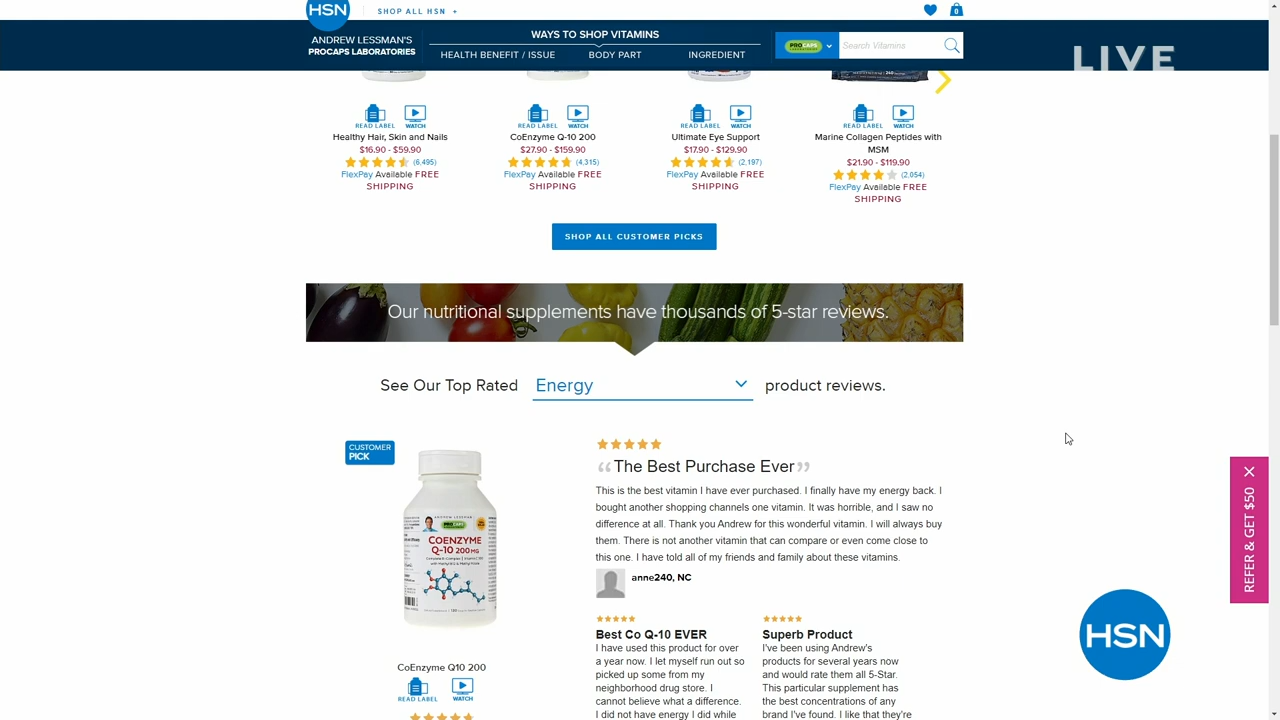 HSN
SHOP ALL HSN +
0
ANDREW LESSMAN'S
PROCAPS LABORATORIES
WAYS TO SHOP VITAMINS
HEALTH BENEFIT / ISSUE
BODY PART
INGREDIENT
PROCAPS
Search Vitamins
LIVE
READ LABEL
WATCH
READ LABEL
WATCH
READ LABEL
WATCH
READ LABEL
WATCH
Healthy Hair, Skin and Nails
$16.90 - $59.90
(6,495)
FlexPay Available FREE
SHIPPING
CoEnzyme Q-10 200
$27.90 - $159.90
(4,315)
FlexPay Available FREE
SHIPPING
Ultimate Eye Support
$17.90 - $129.90
(2,197)
FlexPay Available FREE
SHIPPING
Marine Collagen Peptides with
MSM
$21.90 - $119.90
(2,054)
FlexPay Available FREE
SHIPPING
SHOP ALL CUSTOMER PICKS
Our nutritional supplements have thousands of 5-star reviews.
See Our Top Rated Energy product reviews.
CUSTOMER
PICK
ANDREW LESSMAN
PROCAPS
COENZYME
Q-10 200MG
CoEnzyme Q10 200
READ LABEL
WATCH
“The Best Purchase Ever”
This is the best vitamin I have ever purchased. I finally have my energy back. I
bought another shopping channels one vitamin. It was horrible, and I saw no
difference at all. Thank you Andrew for this wonderful vitamin. I will always buy
them. There is not another vitamin that can compare or even come close to
this one. I have told all of my friends and family about these vitamins.
anne240, NC
Best Co Q-10 EVER
I have used this product for over
a year now. I let myself run out so
picked up some from my
neighborhood drug store. I
cannot believe what a difference.
I did not have energy I did while
Superb Product
I've been using Andrew's
products for several years now
and would rate them all 5-Star.
This particular supplement has
the best concentrations of any
brand I've found. I like that they're
REFER & GET $50
HSN